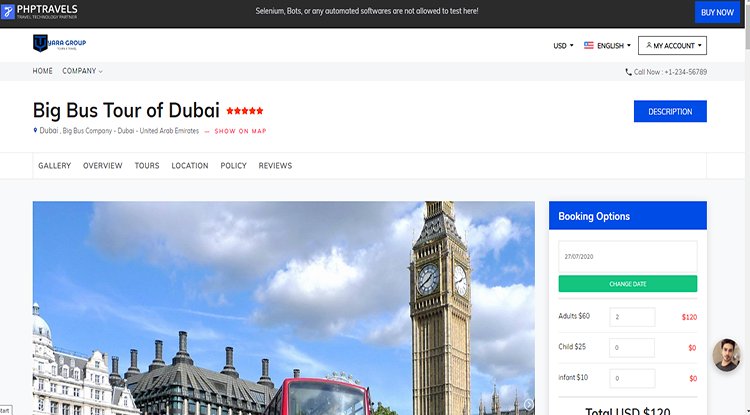 PHPTRAVELS
TRAVEL TECHNOLOGY PARTNER
Selenium, Bots, or any automated softwares are not allowed to test here!
BUY NOW
YARA GROUP
USD
ENGLISH
MY ACCOUNT
HOME COMPANY
Call Now : +1-234-56789
Big Bus Tour of Dubai
DESCRIPTION
Dubai , Big Bus Company - Dubai - United Arab Emirates — SHOW ON MAP
GALLERY OVERVIEW TOURS LOCATION POLICY REVIEWS
Booking Options
27/07/2020
CHANGE DATE
Adults $60 2 $120
Child $25 0 $0
infant $10 0 $0
Total USD $120
tart